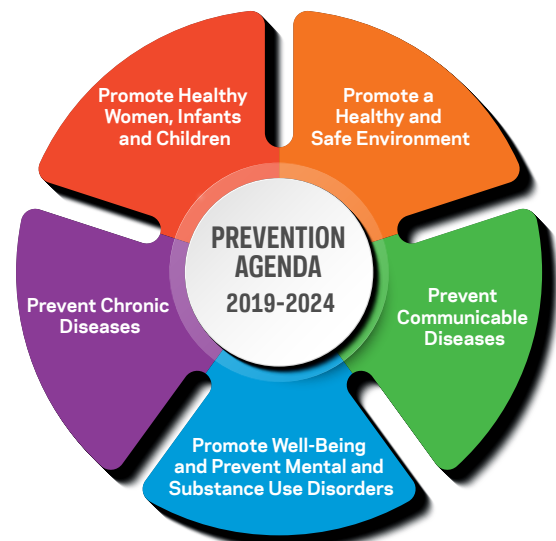 Promote Healthy
Women, Infants
and Children
Promote a
Healthy and
Safe Environment
PREVENTION
AGENDA
2019-2024
Prevent Chronic
Diseases
Prevent
Communicable
Diseases
Promote Well-Being
and Prevent Mental and
Substance Use Disorders